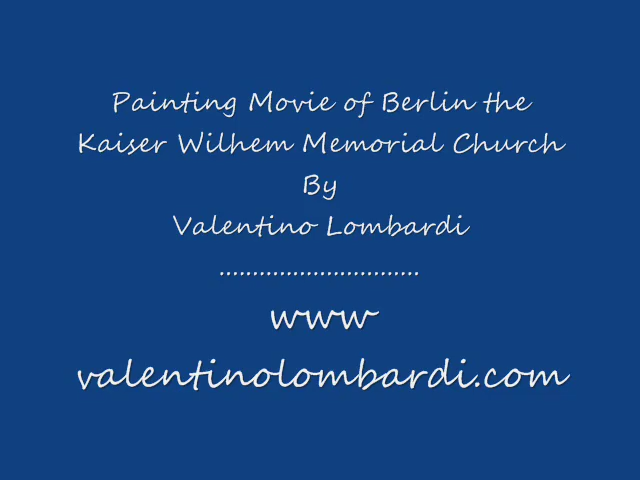 Painting Movie of Berlin the
Kaiser Wilhem Memorial Church
By
Valentino Lombardi
..............................
www
valentinolombardi.com